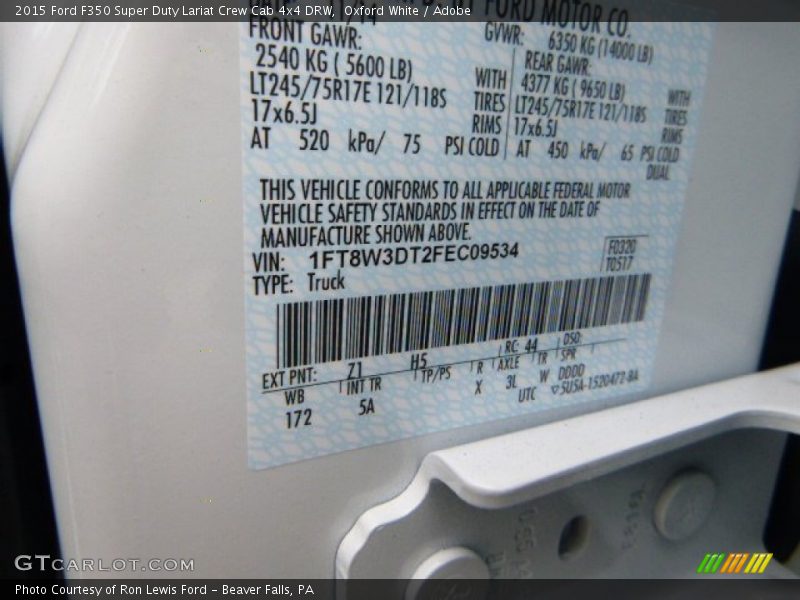 2015 Ford F350 Super Duty Lariat Crew Cab 4x4 DRW, Oxford White / Adobe
FORD MOTOR CO.
FRONT GAWR:
GVWR: 6350 KG (14000 LB)
2540 KG ( 5600 LB)
REAR GAWR:
WITH 4377 KG ( 9650 LB) WITH
LT245/75R17E 121/118S TIRES LT245/75R17E 121/118S TIRES
17x6.5J RIMS 17x6.5J RIMS
AT 520 kPa/ 75 PSI COLD AT 450 kPa/ 65 PSI COLD
DUAL
THIS VEHICLE CONFORMS TO ALL APPLICABLE FEDERAL MOTOR
VEHICLE SAFETY STANDARDS IN EFFECT ON THE DATE OF
MANUFACTURE SHOWN ABOVE.
VIN: 1FT8W3DT2FEC09534 F0320
TYPE: Truck T0517
EXT PNT: Z1 H5 RC: 44 DSO:
WB INT TR TP/PS R AXLE TR SPR
172 5A X 3L W DDDD
UTC ▽5USA-1520472-BA
GTCARLOT.COM
Photo Courtesy of Ron Lewis Ford – Beaver Falls, PA